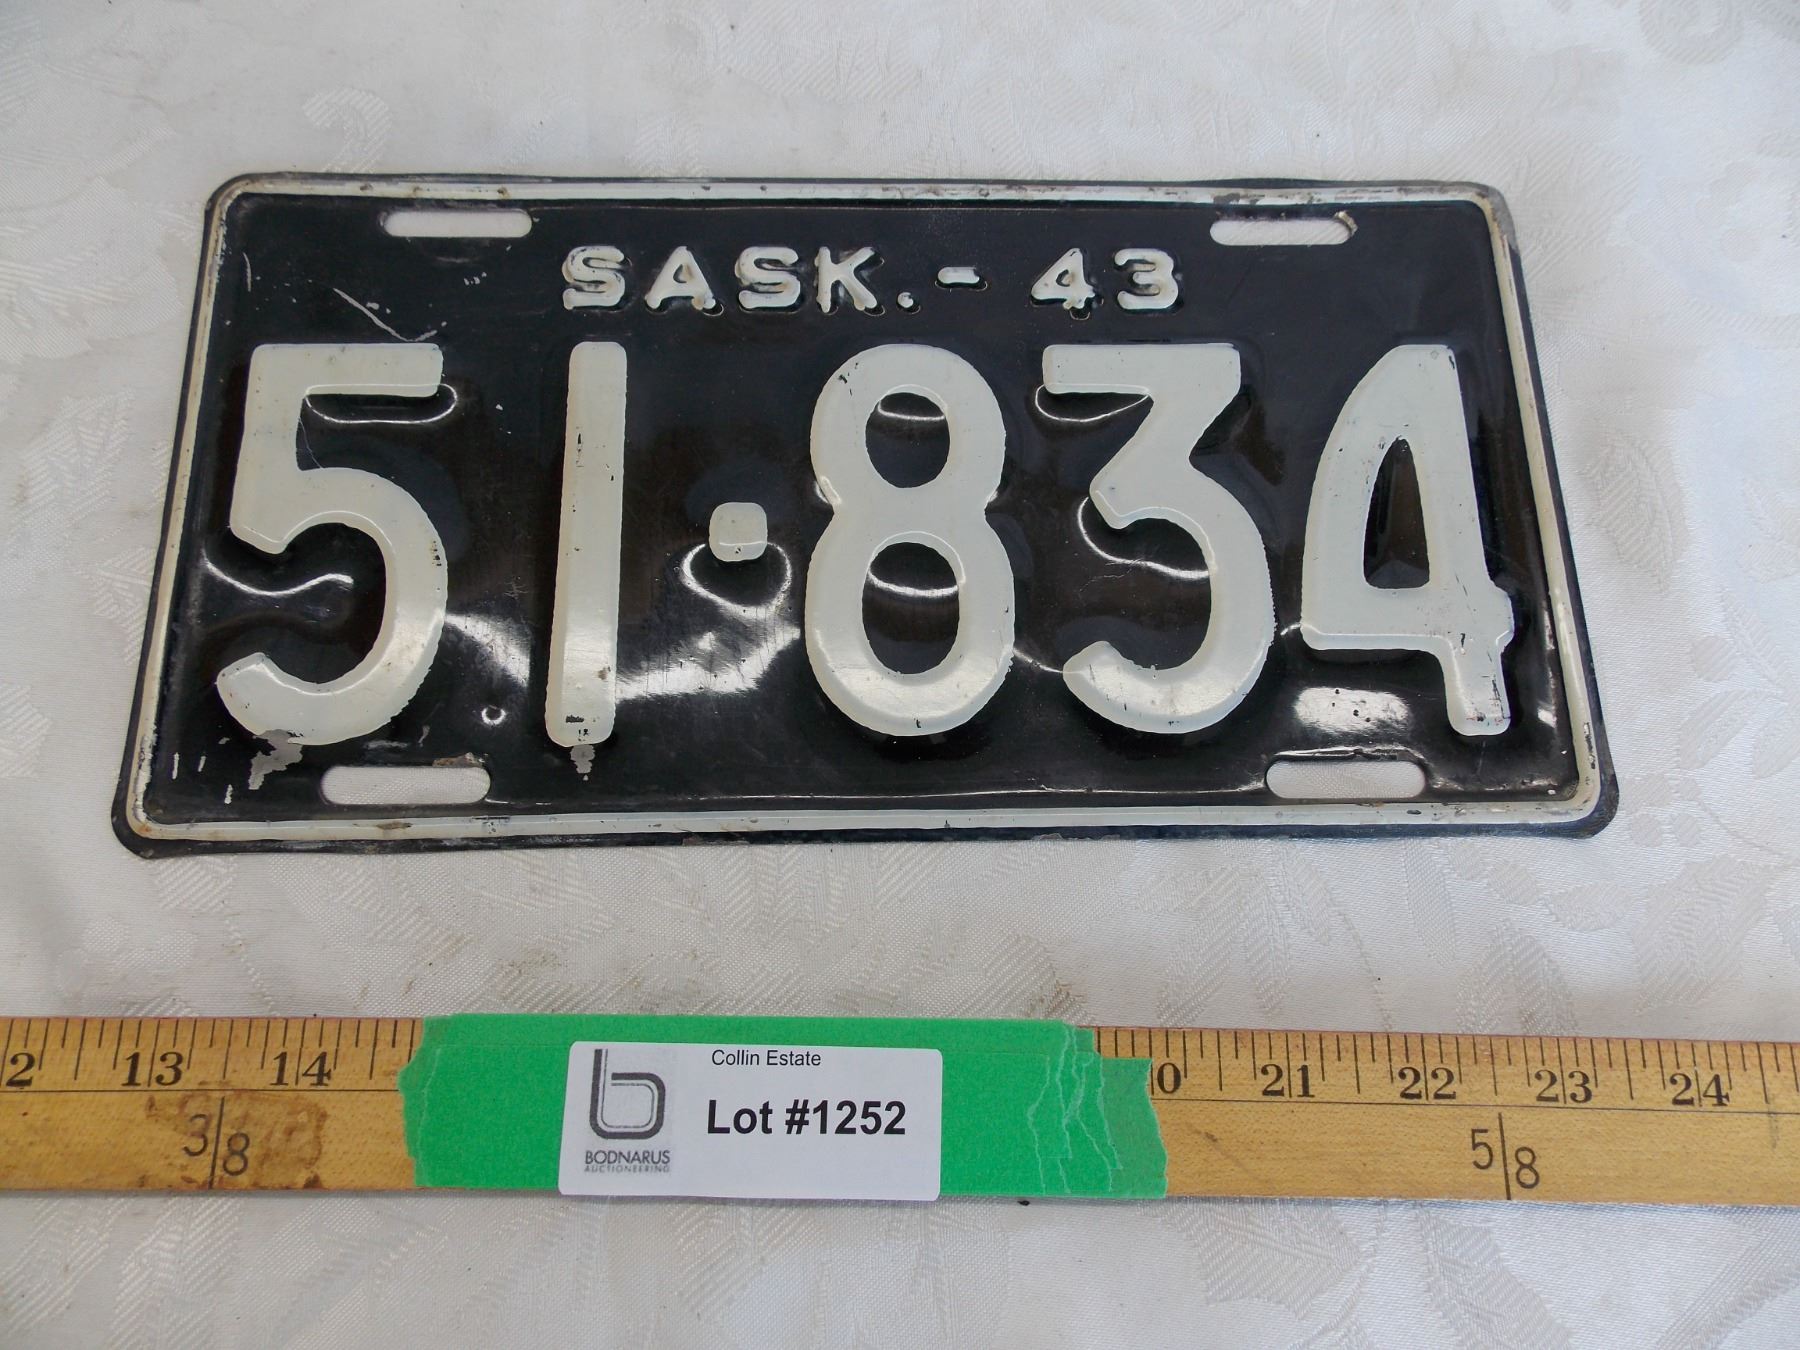 SASK. - 43
51·834
2 13 14 0 21 22 23 24
3/8 5/8
Collin Estate
Lot #1252
b
BODNARUS
AUCTIONEERING